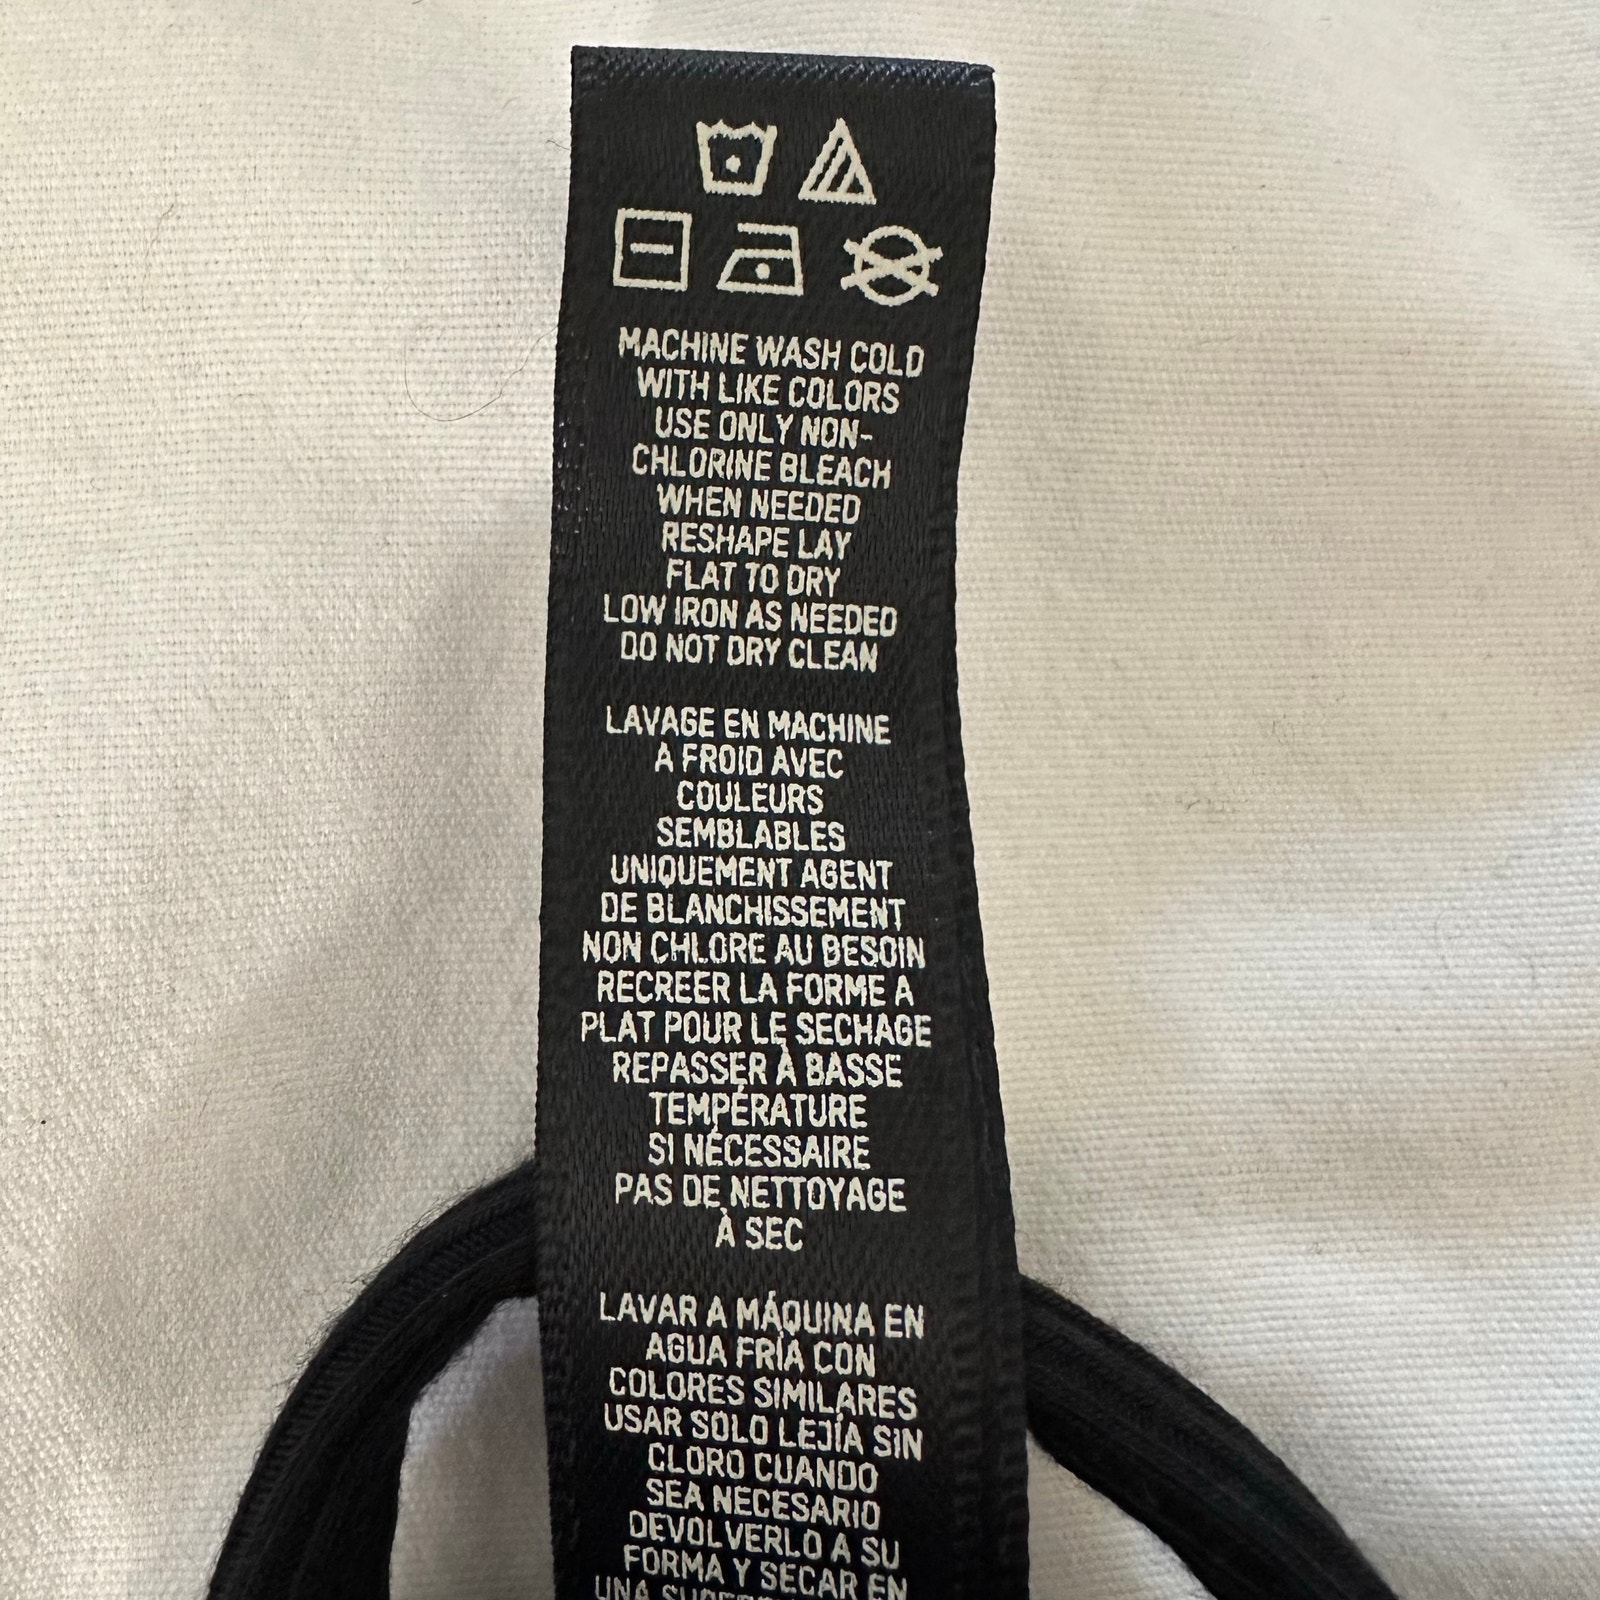 MACHINE WASH COLD
WITH LIKE COLORS
USE ONLY NON-
CHLORINE BLEACH
WHEN NEEDED
RESHAPE LAY
FLAT TO DRY
LOW IRON AS NEEDED
DO NOT DRY CLEAN
LAVAGE EN MACHINE
A FROID AVEC
COULEURS
SEMBLABLES
UNIQUEMENT AGENT
DE BLANCHISSEMENT
NON CHLORE AU BESOIN
RECREER LA FORME A
PLAT POUR LE SECHAGE
REPASSER À BASSE
TEMPÉRATURE
SI NÉCESSAIRE
PAS DE NETTOYAGE
À SEC
LAVAR A MÁQUINA EN
AGUA FRÍA CON
COLORES SIMILARES
USAR SOLO LEJÍA SIN
CLORO CUANDO
SEA NECESARIO
DEVOLVERLO A SU
FORMA Y SECAR EN
UNA